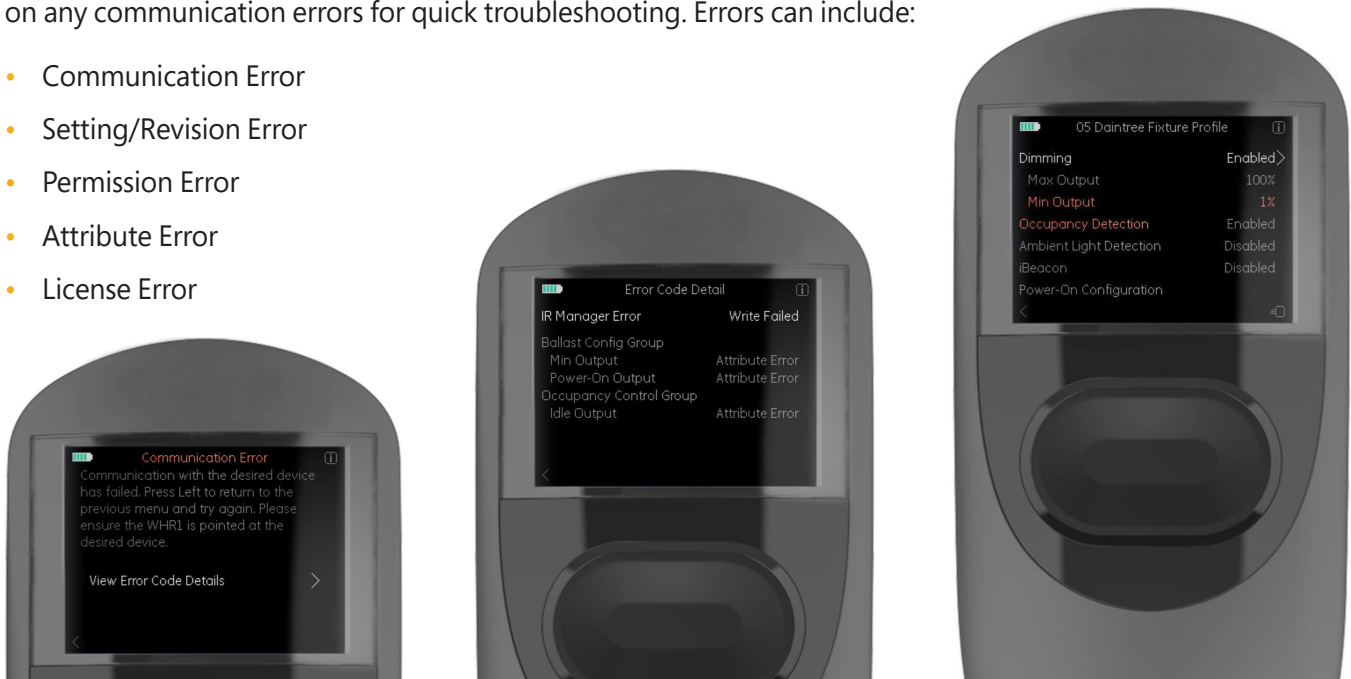 on any communication errors for quick troubleshooting. Errors can include:
• Communication Error
• Setting/Revision Error
• Permission Error
• Attribute Error
• License Error
Communication Error
Communication with the desired device
has failed. Press Left to return to the
previous menu and try again. Please
ensure the WHR1 is pointed at the
desired device.
View Error Code Details >
<
Error Code Detail
IR Manager Error Write Failed
Ballast Config Group
Min Output Attribute Error
Power-On Output Attribute Error
Occupancy Control Group
Idle Output Attribute Error
<
05 Daintree Fixture Profile
Dimming Enabled >
Max Output 100%
Min Output 1%
Occupancy Detection Enabled
Ambient Light Detection Disabled
iBeacon Disabled
Power-On Configuration
<